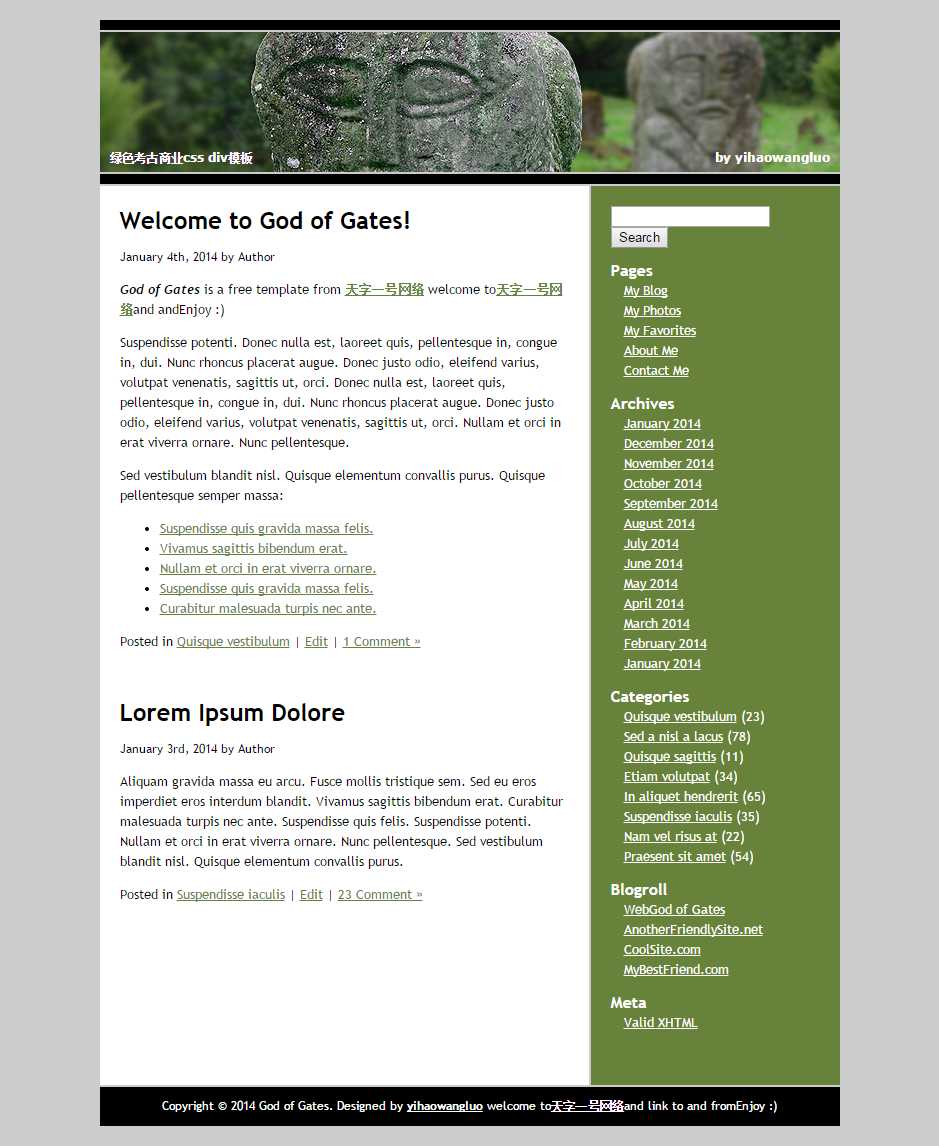 绿色考古商业css div模板
by yihaowangluo
Welcome to God of Gates!
January 4th, 2014 by Author
God of Gates is a free template from 天字一号网络 welcome to天字一号网
络and andEnjoy :)
Suspendisse potenti. Donec nulla est, laoreet quis, pellentesque in, congue
in, dui. Nunc rhoncus placerat augue. Donec justo odio, eleifend varius,
volutpat venenatis, sagittis ut, orci. Donec nulla est, laoreet quis,
pellentesque in, congue in, dui. Nunc rhoncus placerat augue. Donec justo
odio, eleifend varius, volutpat venenatis, sagittis ut, orci. Nullam et orci in
erat viverra ornare. Nunc pellentesque.
Sed vestibulum blandit nisl. Quisque elementum convallis purus. Quisque
pellentesque semper massa:
• Suspendisse quis gravida massa felis.
• Vivamus sagittis bibendum erat.
• Nullam et orci in erat viverra ornare.
• Suspendisse quis gravida massa felis.
• Curabitur malesuada turpis nec ante.
Posted in Quisque vestibulum | Edit | 1 Comment »
Lorem Ipsum Dolore
January 3rd, 2014 by Author
Aliquam gravida massa eu arcu. Fusce mollis tristique sem. Sed eu eros
imperdiet eros interdum blandit. Vivamus sagittis bibendum erat. Curabitur
malesuada turpis nec ante. Suspendisse quis felis. Suspendisse potenti.
Nullam et orci in erat viverra ornare. Nunc pellentesque. Sed vestibulum
blandit nisl. Quisque elementum convallis purus.
Posted in Suspendisse iaculis | Edit | 23 Comment »
Search
Pages
My Blog
My Photos
My Favorites
About Me
Contact Me
Archives
January 2014
December 2014
November 2014
October 2014
September 2014
August 2014
July 2014
June 2014
May 2014
April 2014
March 2014
February 2014
January 2014
Categories
Quisque vestibulum (23)
Sed a nisl a lacus (78)
Quisque sagittis (11)
Etiam volutpat (34)
In aliquet hendrerit (65)
Suspendisse iaculis (35)
Nam vel risus at (22)
Praesent sit amet (54)
Blogroll
WebGod of Gates
AnotherFriendlySite.net
CoolSite.com
MyBestFriend.com
Meta
Valid XHTML
Copyright © 2014 God of Gates. Designed by yihaowangluo welcome to天字一号网络and link to and fromEnjoy :)